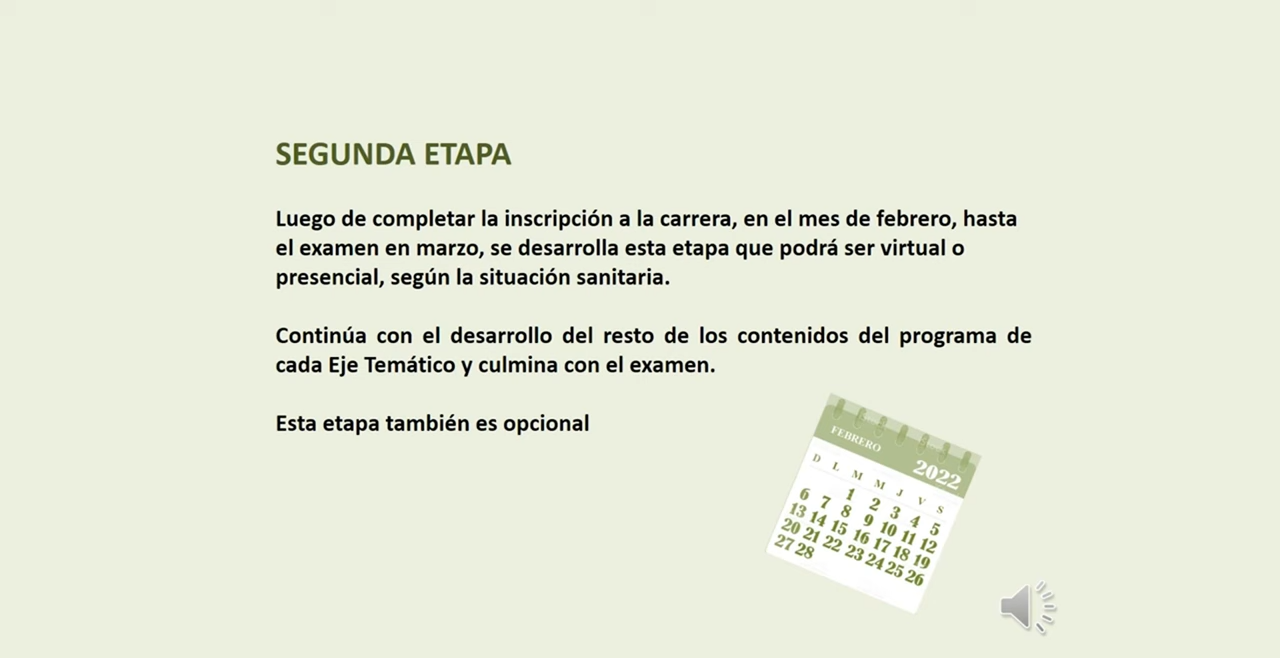 SEGUNDA ETAPA
Luego de completar la inscripción a la carrera, en el mes de febrero, hasta
el examen en marzo, se desarrolla esta etapa que podrá ser virtual o
presencial, según la situación sanitaria.
Continúa con el desarrollo del resto de los contenidos del programa de
cada Eje Temático y culmina con el examen.
Esta etapa también es opcional
FEBRERO
2022
D L M M J V S
1 2 3 4 5
6 7 8 9 10 11 12
13 14 15 16 17 18 19
20 21 22 23 24 25 26
27 28